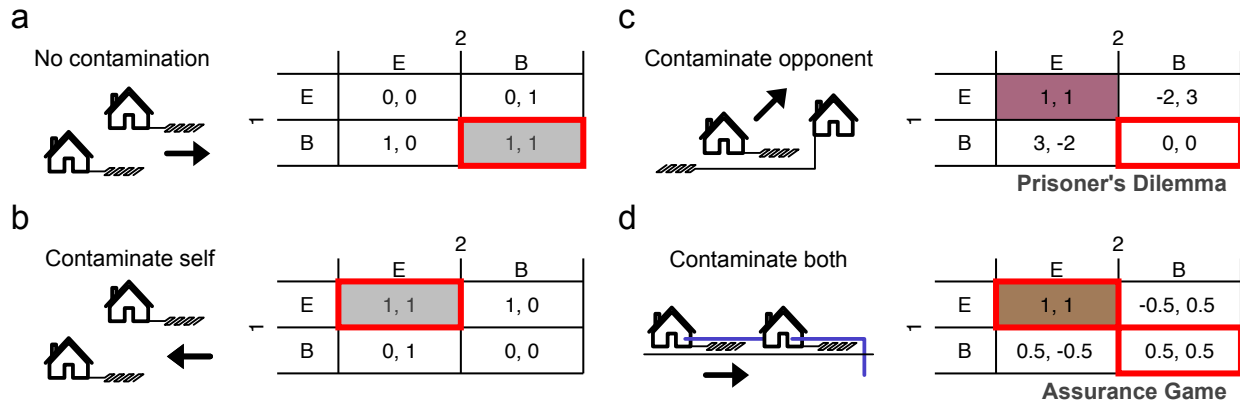 a
No contamination
2
E B
E 0, 0 0, 1
1
B 1, 0 1, 1
b
Contaminate self
2
E B
E 1, 1 1, 0
1
B 0, 1 0, 0
c
Contaminate opponent
2
E B
E 1, 1 -2, 3
1
B 3, -2 0, 0
Prisoner's Dilemma
d
Contaminate both
2
E B
E 1, 1 -0.5, 0.5
1
B 0.5, -0.5 0.5, 0.5
Assurance Game